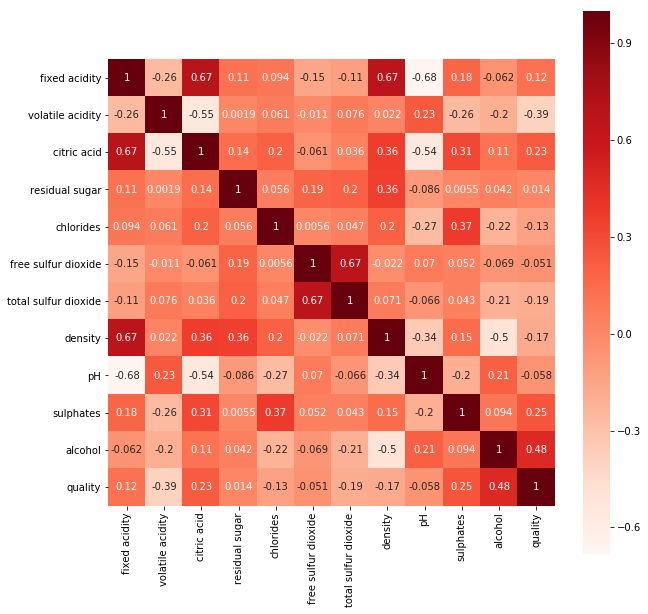 fixed acidity 1 -0.26 0.67 0.11 0.094 -0.15 -0.11 0.67 -0.68 0.18 -0.062 0.12
volatile acidity -0.26 1 -0.55 0.0019 0.061 -0.011 0.076 0.022 0.23 -0.26 -0.2 -0.39
citric acid 0.67 -0.55 1 0.14 0.2 -0.061 0.036 0.36 -0.54 0.31 0.11 0.23
residual sugar 0.11 0.0019 0.14 1 0.056 0.19 0.2 0.36 -0.086 0.0055 0.042 0.014
chlorides 0.094 0.061 0.2 0.056 1 0.0056 0.047 0.2 -0.27 0.37 -0.22 -0.13
free sulfur dioxide -0.15 -0.011 -0.061 0.19 0.0056 1 0.67 -0.022 0.07 0.052 -0.069 -0.051
total sulfur dioxide -0.11 0.076 0.036 0.2 0.047 0.67 1 0.071 -0.066 0.043 -0.21 -0.19
density 0.67 0.022 0.36 0.36 0.2 -0.022 0.071 1 -0.34 0.15 -0.5 -0.17
pH -0.68 0.23 -0.54 -0.086 -0.27 0.07 -0.066 -0.34 1 -0.2 0.21 -0.058
sulphates 0.18 -0.26 0.31 0.0055 0.37 0.052 0.043 0.15 -0.2 1 0.094 0.25
alcohol -0.062 -0.2 0.11 0.042 -0.22 -0.069 -0.21 -0.5 0.21 0.094 1 0.48
quality 0.12 -0.39 0.23 0.014 -0.13 -0.051 -0.19 -0.17 -0.058 0.25 0.48 1
fixed acidity
volatile acidity
citric acid
residual sugar
chlorides
free sulfur dioxide
total sulfur dioxide
density
pH
sulphates
alcohol
quality
0.9
0.6
0.3
0.0
−0.3
−0.6